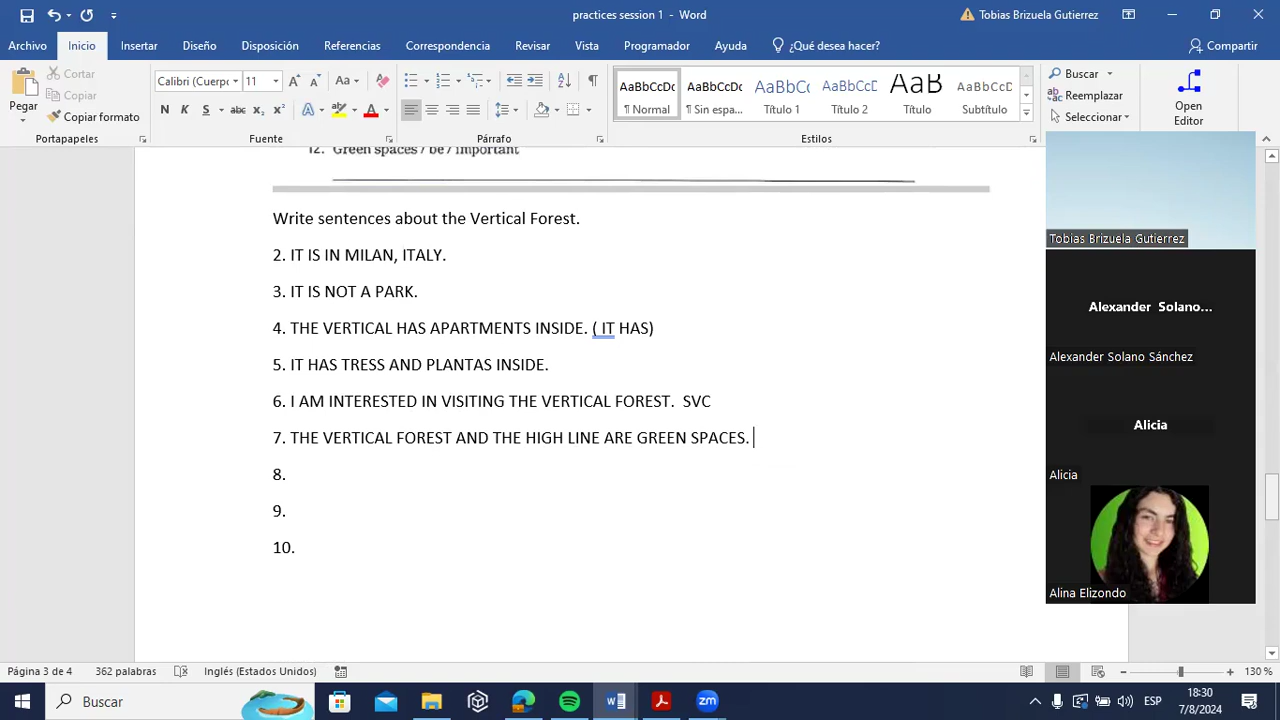 practices session 1 - Word
Tobias Brizuela Gutierrez
Archivo Inicio Insertar Diseño Disposición Referencias Correspondencia Revisar Vista Programador Ayuda ¿Qué desea hacer? Compartir
Pegar
Cortar
Copiar
Copiar formato
Portapapeles
Calibri (Cuerpo 11
Fuente
Párrafo
AaBbCcDc AaBbCcDc AaBbCc AaBbCcD AaB AaBbCcD
¶ Normal ¶ Sin espa... Título 1 Título 2 Título Subtítulo
Estilos
Buscar
Reemplazar
Seleccionar
Open
Editor
12. Green spaces / be / important
Write sentences about the Vertical Forest.
2. IT IS IN MILAN, ITALY.
3. IT IS NOT A PARK.
4. THE VERTICAL HAS APARTMENTS INSIDE. ( IT HAS)
5. IT HAS TRESS AND PLANTAS INSIDE.
6. I AM INTERESTED IN VISITING THE VERTICAL FOREST. SVC
7. THE VERTICAL FOREST AND THE HIGH LINE ARE GREEN SPACES.
8.
9.
10.
Tobias Brizuela Gutierrez
Alexander Solano...
Alexander Solano Sánchez
Alicia
Alicia
Alina Elizondo
Página 3 de 4 362 palabras Inglés (Estados Unidos) 130 %
Buscar
ESP
18:30
7/8/2024